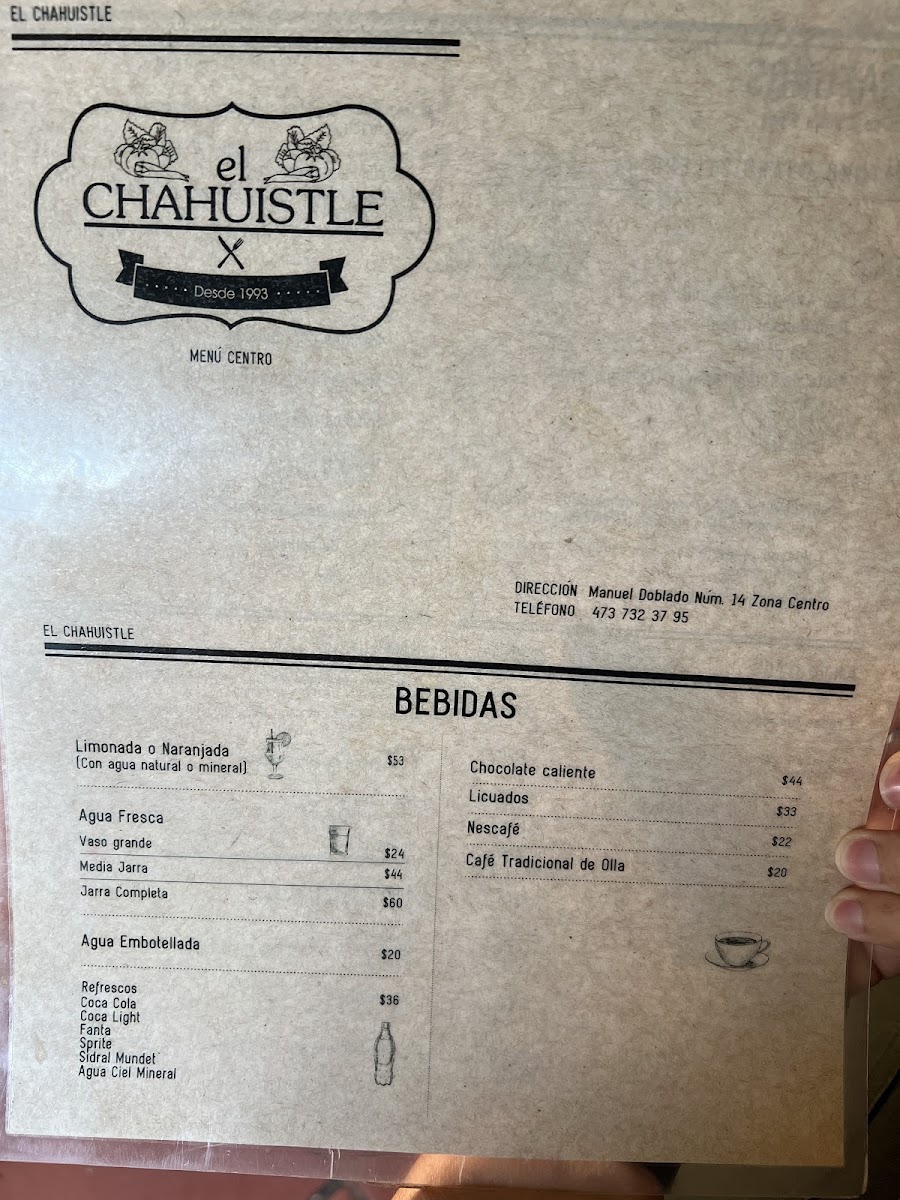 EL CHAHUISTLE
el
CHAHUISTLE
Desde 1993
MENÚ CENTRO
DIRECCIÓN Manuel Doblado Núm. 14 Zona Centro
TELÉFONO 473 732 37 95
EL CHAHUISTLE
BEBIDAS
Limonada o Naranjada
(Con agua natural o mineral) $53
Agua Fresca
Vaso grande $24
Media Jarra $44
Jarra Completa $60
Agua Embotellada $20
Refrescos
Coca Cola $36
Coca Light
Fanta
Sprite
Sidral Mundet
Agua Ciel Mineral
Chocolate caliente $44
Licuados $33
Nescafé $22
Café Tradicional de Olla $20